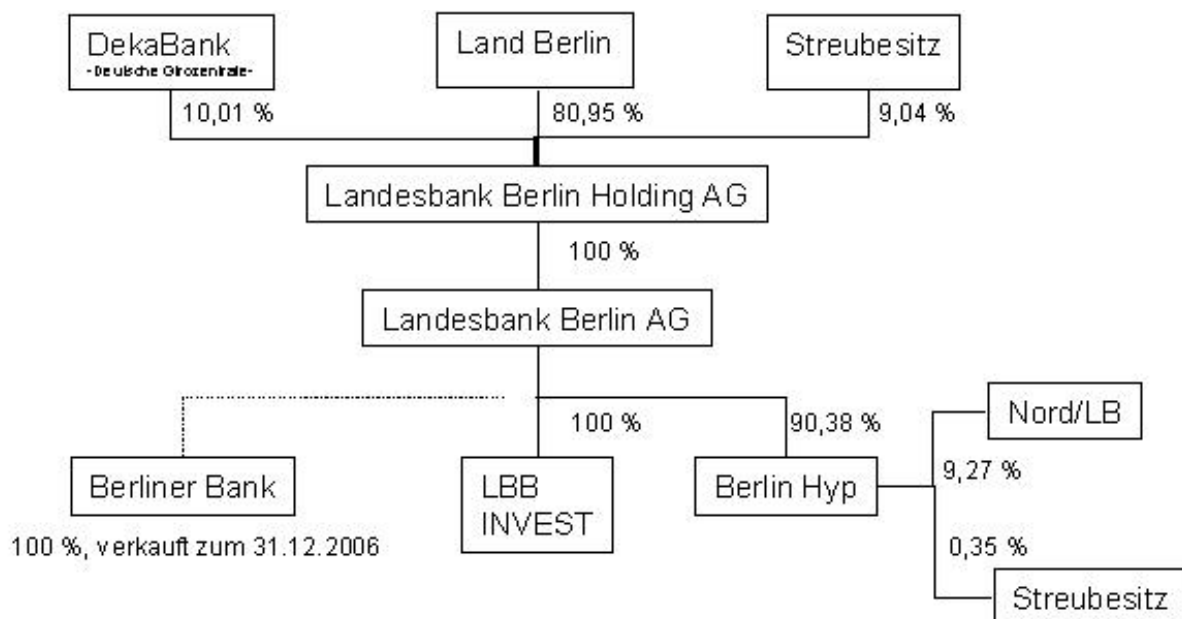 DekaBank
-Deutsche Girozentrale-
Land Berlin
Streubesitz
10,01 %
80,95 %
9,04 %
Landesbank Berlin Holding AG
100 %
Landesbank Berlin AG
100 %
90,38 %
Nord/LB
9,27 %
Berliner Bank
LBB
INVEST
Berlin Hyp
100 %, verkauft zum 31.12.2006
0,35 %
Streubesitz